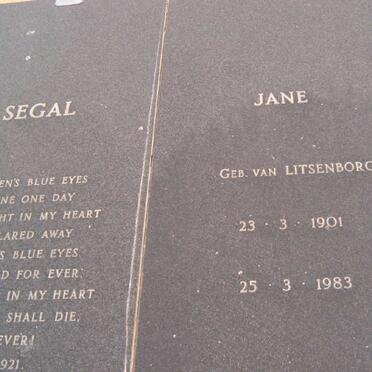 SEGAL
EN'S BLUE EYES
NE ONE DAY
HT IN MY HEART
LARED AWAY
S BLUE EYES
D FOR EVER:
IN MY HEART
SHALL DIE,
EVER!
921.
JANE
GEB. VAN LITSENBORG
23 · 3 · 1901
25 · 3 · 1983